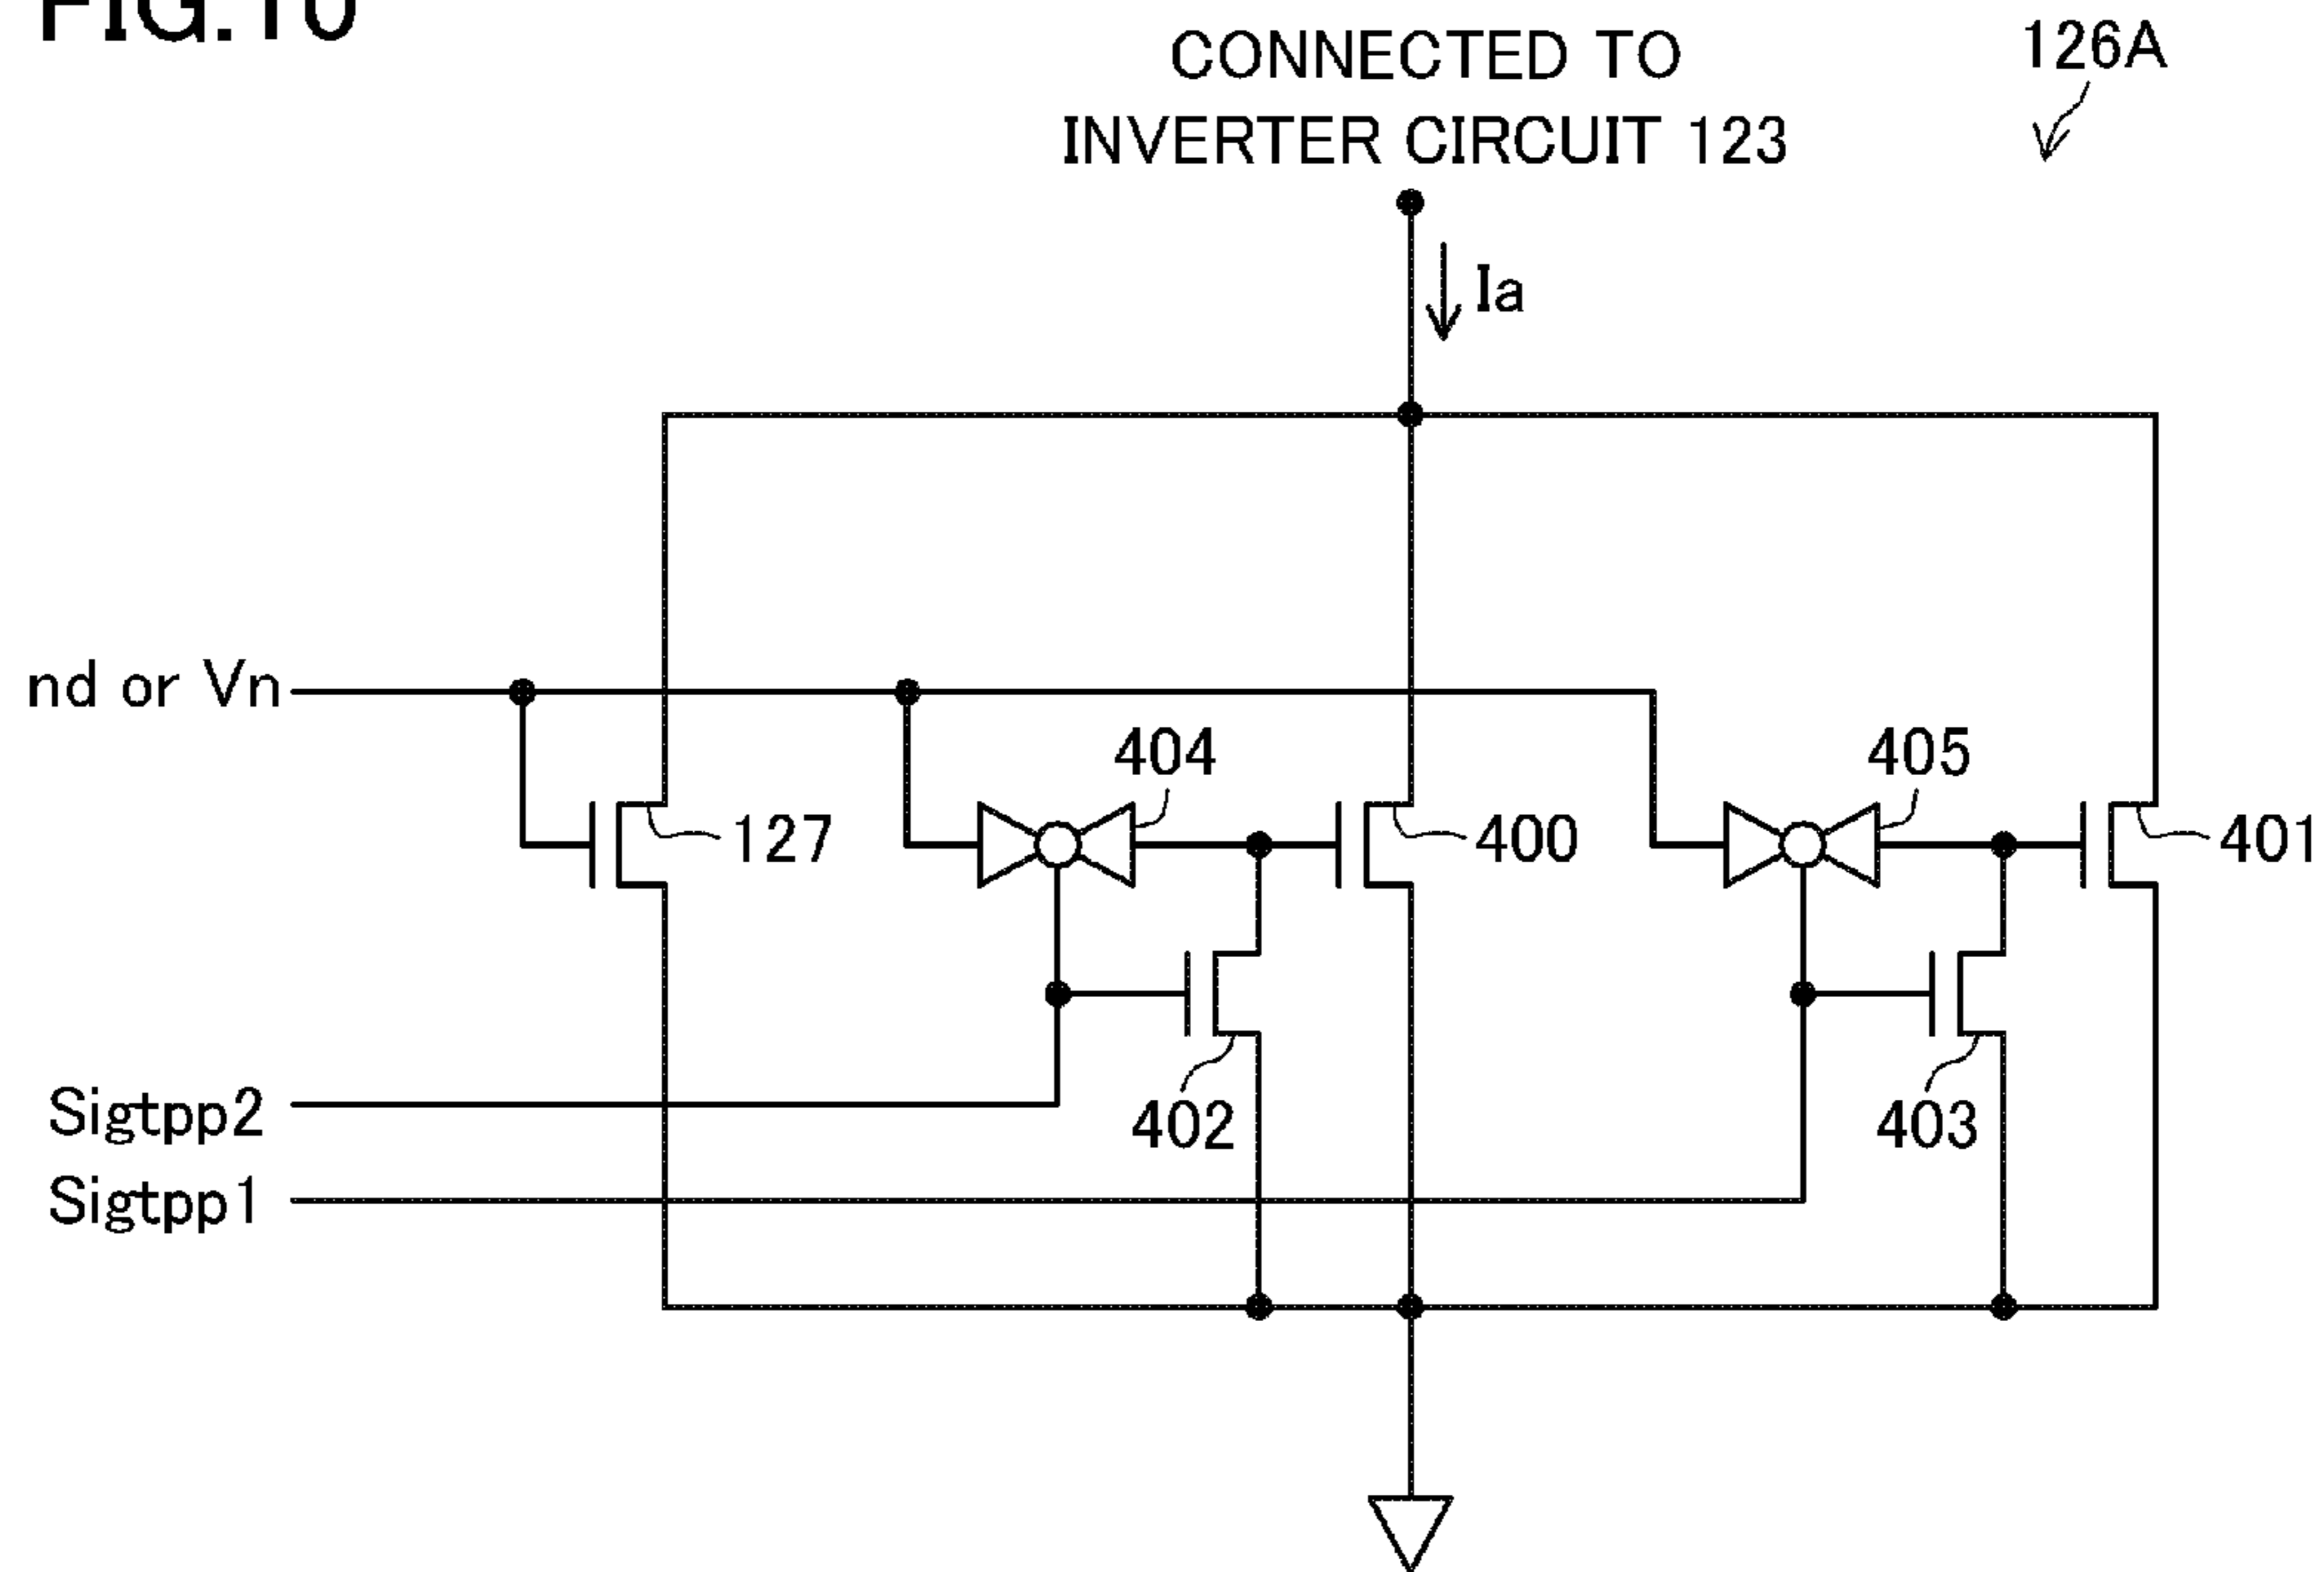 FIG.10
CONNECTED TO
INVERTER CIRCUIT 123
126A
Ia
nd or Vn
404
405
127
400
401
Sigtpp2
402
403
Sigtpp1